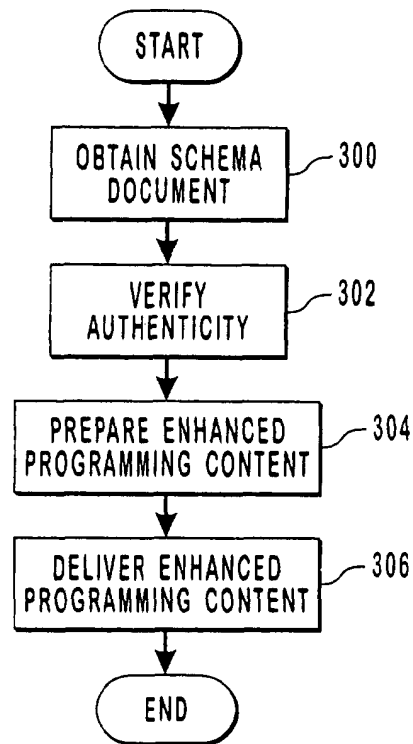 START
OBTAIN SCHEMA
DOCUMENT
300
VERIFY
AUTHENTICITY
302
PREPARE ENHANCED
PROGRAMMING CONTENT
304
DELIVER ENHANCED
PROGRAMMING CONTENT
306
END